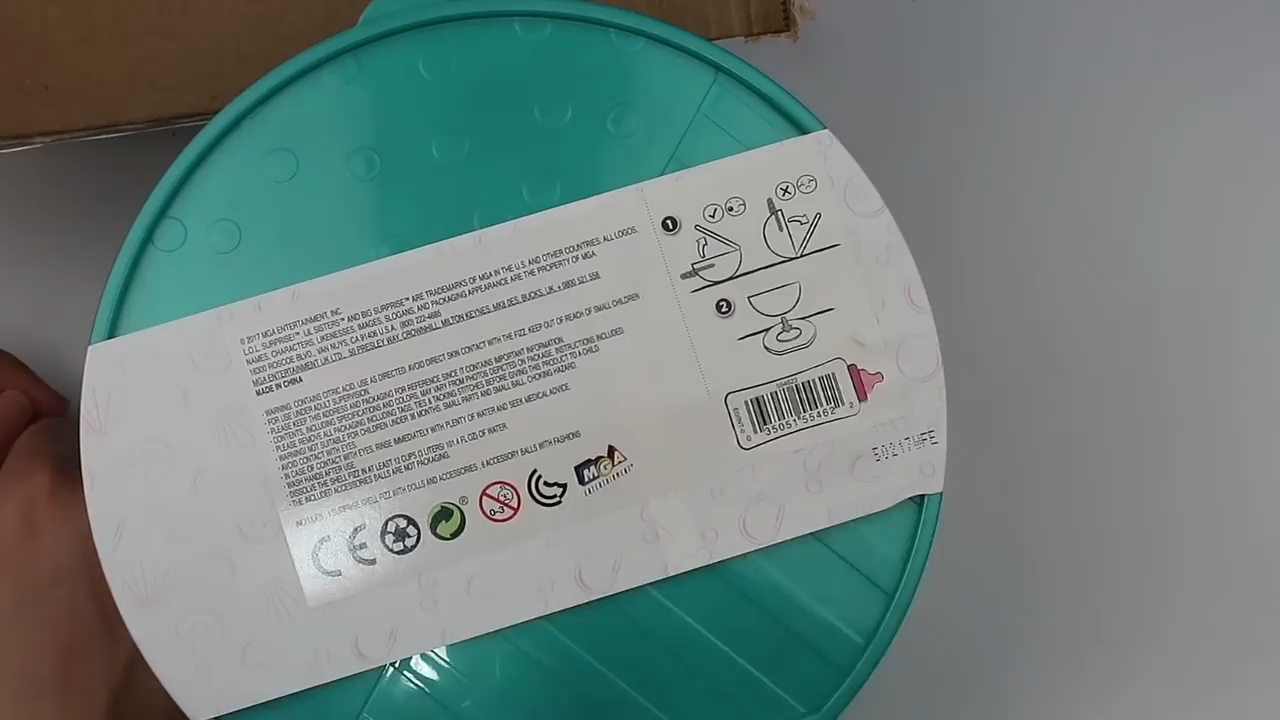 © 2017 MGA ENTERTAINMENT, INC.
L.O.L. SURPRISE!™, LIL SISTERS™ AND BIG SURPRISE™ ARE TRADEMARKS OF MGA IN THE U.S. AND OTHER COUNTRIES. ALL LOGOS,
NAMES, CHARACTERS, LIKENESSES, IMAGES, SLOGANS, AND PACKAGING APPEARANCE ARE THE PROPERTY OF MGA.
16300 ROSCOE BLVD., VAN NUYS, CA 91406 U.S.A. (800) 222-4685
MGA ENTERTAINMENT UK LTD., 50 PRESLEY WAY, CROWNHILL, MILTON KEYNES, MK8 0ES, BUCKS, UK + 0800 521 558
MADE IN CHINA
• WARNING: CONTAINS CITRIC ACID. USE AS DIRECTED. AVOID DIRECT SKIN CONTACT WITH THE FIZZ. KEEP OUT OF REACH OF SMALL CHILDREN
• FOR USE UNDER ADULT SUPERVISION.
• PLEASE KEEP THIS ADDRESS AND PACKAGING FOR REFERENCE SINCE IT CONTAINS IMPORTANT INFORMATION.
• CONTENTS, INCLUDING SPECIFICATIONS AND COLORS, MAY VARY FROM PHOTOS DEPICTED ON PACKAGE. INSTRUCTIONS INCLUDED.
• PLEASE REMOVE ALL PACKAGING INCLUDING TAGS, TIES & TACKING STITCHES BEFORE GIVING THIS PRODUCT TO A CHILD.
• WARNING! NOT SUITABLE FOR CHILDREN UNDER 36 MONTHS. SMALL PARTS AND SMALL BALL. CHOKING HAZARD.
• AVOID CONTACT WITH EYES.
• IN CASE OF CONTACT WITH EYES, RINSE IMMEDIATELY WITH PLENTY OF WATER AND SEEK MEDICAL ADVICE.
• WASH HANDS AFTER USE.
• DISSOLVE THE SHELL FIZZ IN AT LEAST 13 CUPS (3 LITERS) 101.4 FL OZ) OF WATER.
• THE INCLUDED ACCESSORIES BALLS ARE NOT PACKAGING.
INCLUDES: 1 SURPRISE SHELL FIZZ WITH DOLLS AND ACCESSORIES, 6 ACCESSORY BALLS WITH FASHIONS
CE
®
0-3
MGA
ENTERTAINMENT™
1
2
0 35051 55462 2
50217WFE